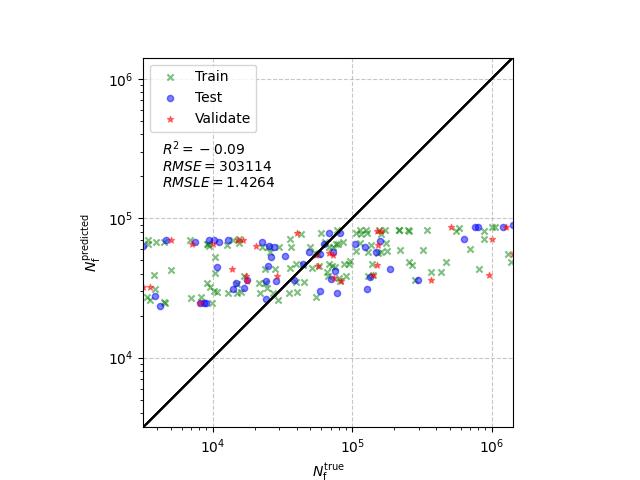 Train
Test
Validate
R² = −0.09
RMSE = 303114
RMSLE = 1.4264
10⁶
10⁵
10⁴
N_f^predicted
10⁴ 10⁵ 10⁶
N_f^true